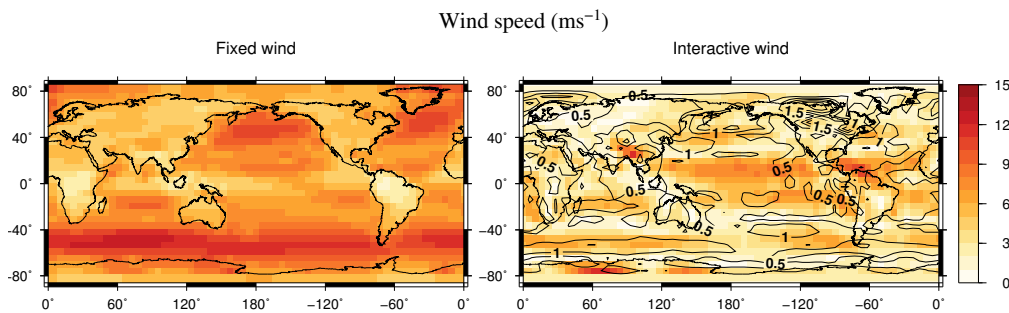 Wind speed (ms⁻¹)
Fixed wind
Interactive wind
80˚ 40˚ 0˚ −40˚ −80˚
0˚ 60˚ 120˚ 180˚ −120˚ −60˚ 0˚
80˚ 40˚ 0˚ −40˚ −80˚
0˚ 60˚ 120˚ 180˚ −120˚ −60˚ 0˚
0.5 0.5 1.5 1.5 1
0.5 0.5 0.5 0.5 0.5 0.5
1 1 0.5
15
12
9
6
3
0